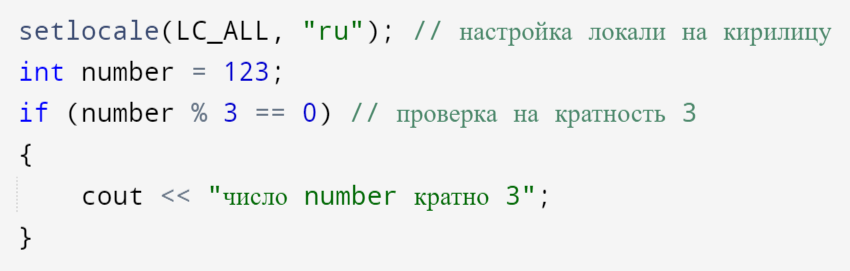 setlocale(LC_ALL, "ru"); // настройка локали на кирилицу
int number = 123;
if (number % 3 == 0) // проверка на кратность 3
{
    cout << "число number кратно 3";
}